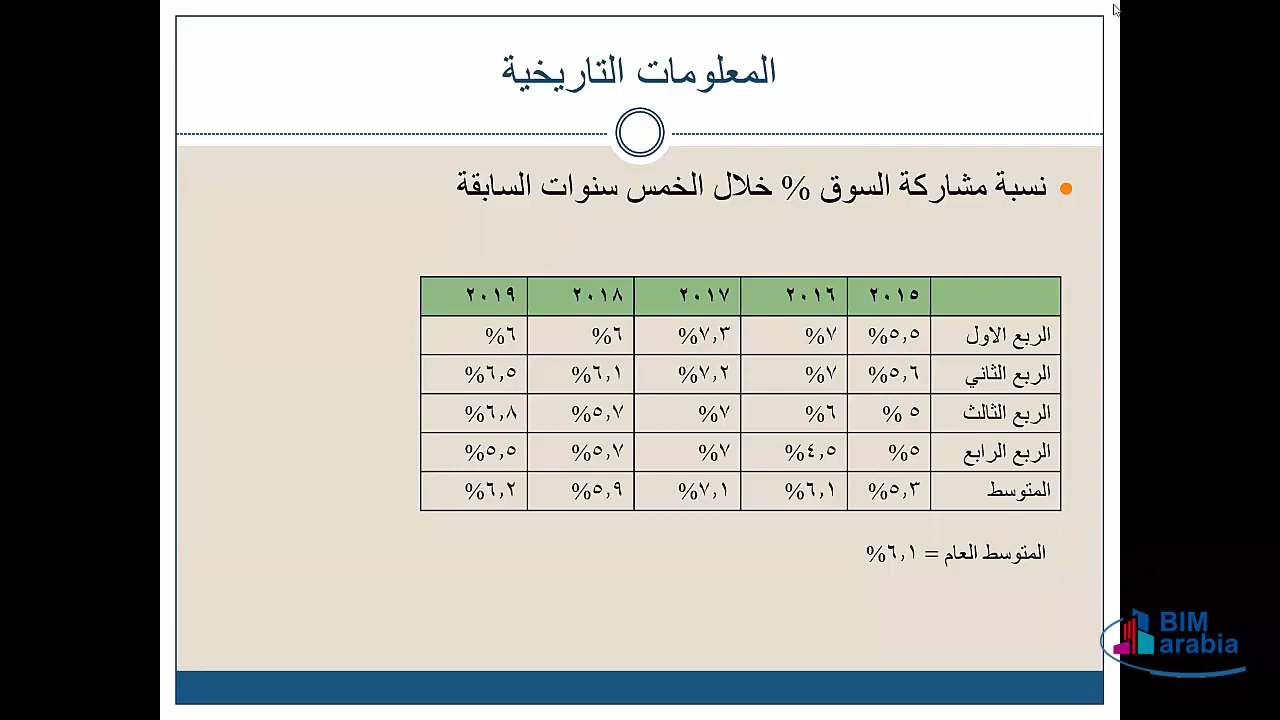 المعلومات التاريخية
نسبة مشاركة السوق % خلال الخمس سنوات السابقة
٢٠١٥ ٢٠١٦ ٢٠١٧ ٢٠١٨ ٢٠١٩
الربع الاول %٥,٥ %٧ %٧,٣ %٦ %٦
الربع الثاني %٥,٦ %٧ %٧,٢ %٦,١ %٦,٥
الربع الثالث % ٥ %٦ %٧ %٥,٧ %٦,٨
الربع الرابع %٥ %٤,٥ %٧ %٥,٧ %٥,٥
المتوسط %٥,٣ %٦,١ %٧,١ %٥,٩ %٦,٢
المتوسط العام = %٦,١
BIM
arabia